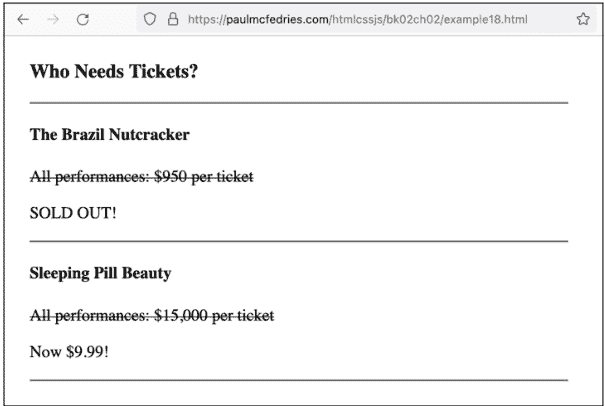 https://paulmcfedries.com/htmlcssjs/bk02ch02/example18.html
Who Needs Tickets?
The Brazil Nutcracker
All performances: $950 per ticket
SOLD OUT!
Sleeping Pill Beauty
All performances: $15,000 per ticket
Now $9.99!